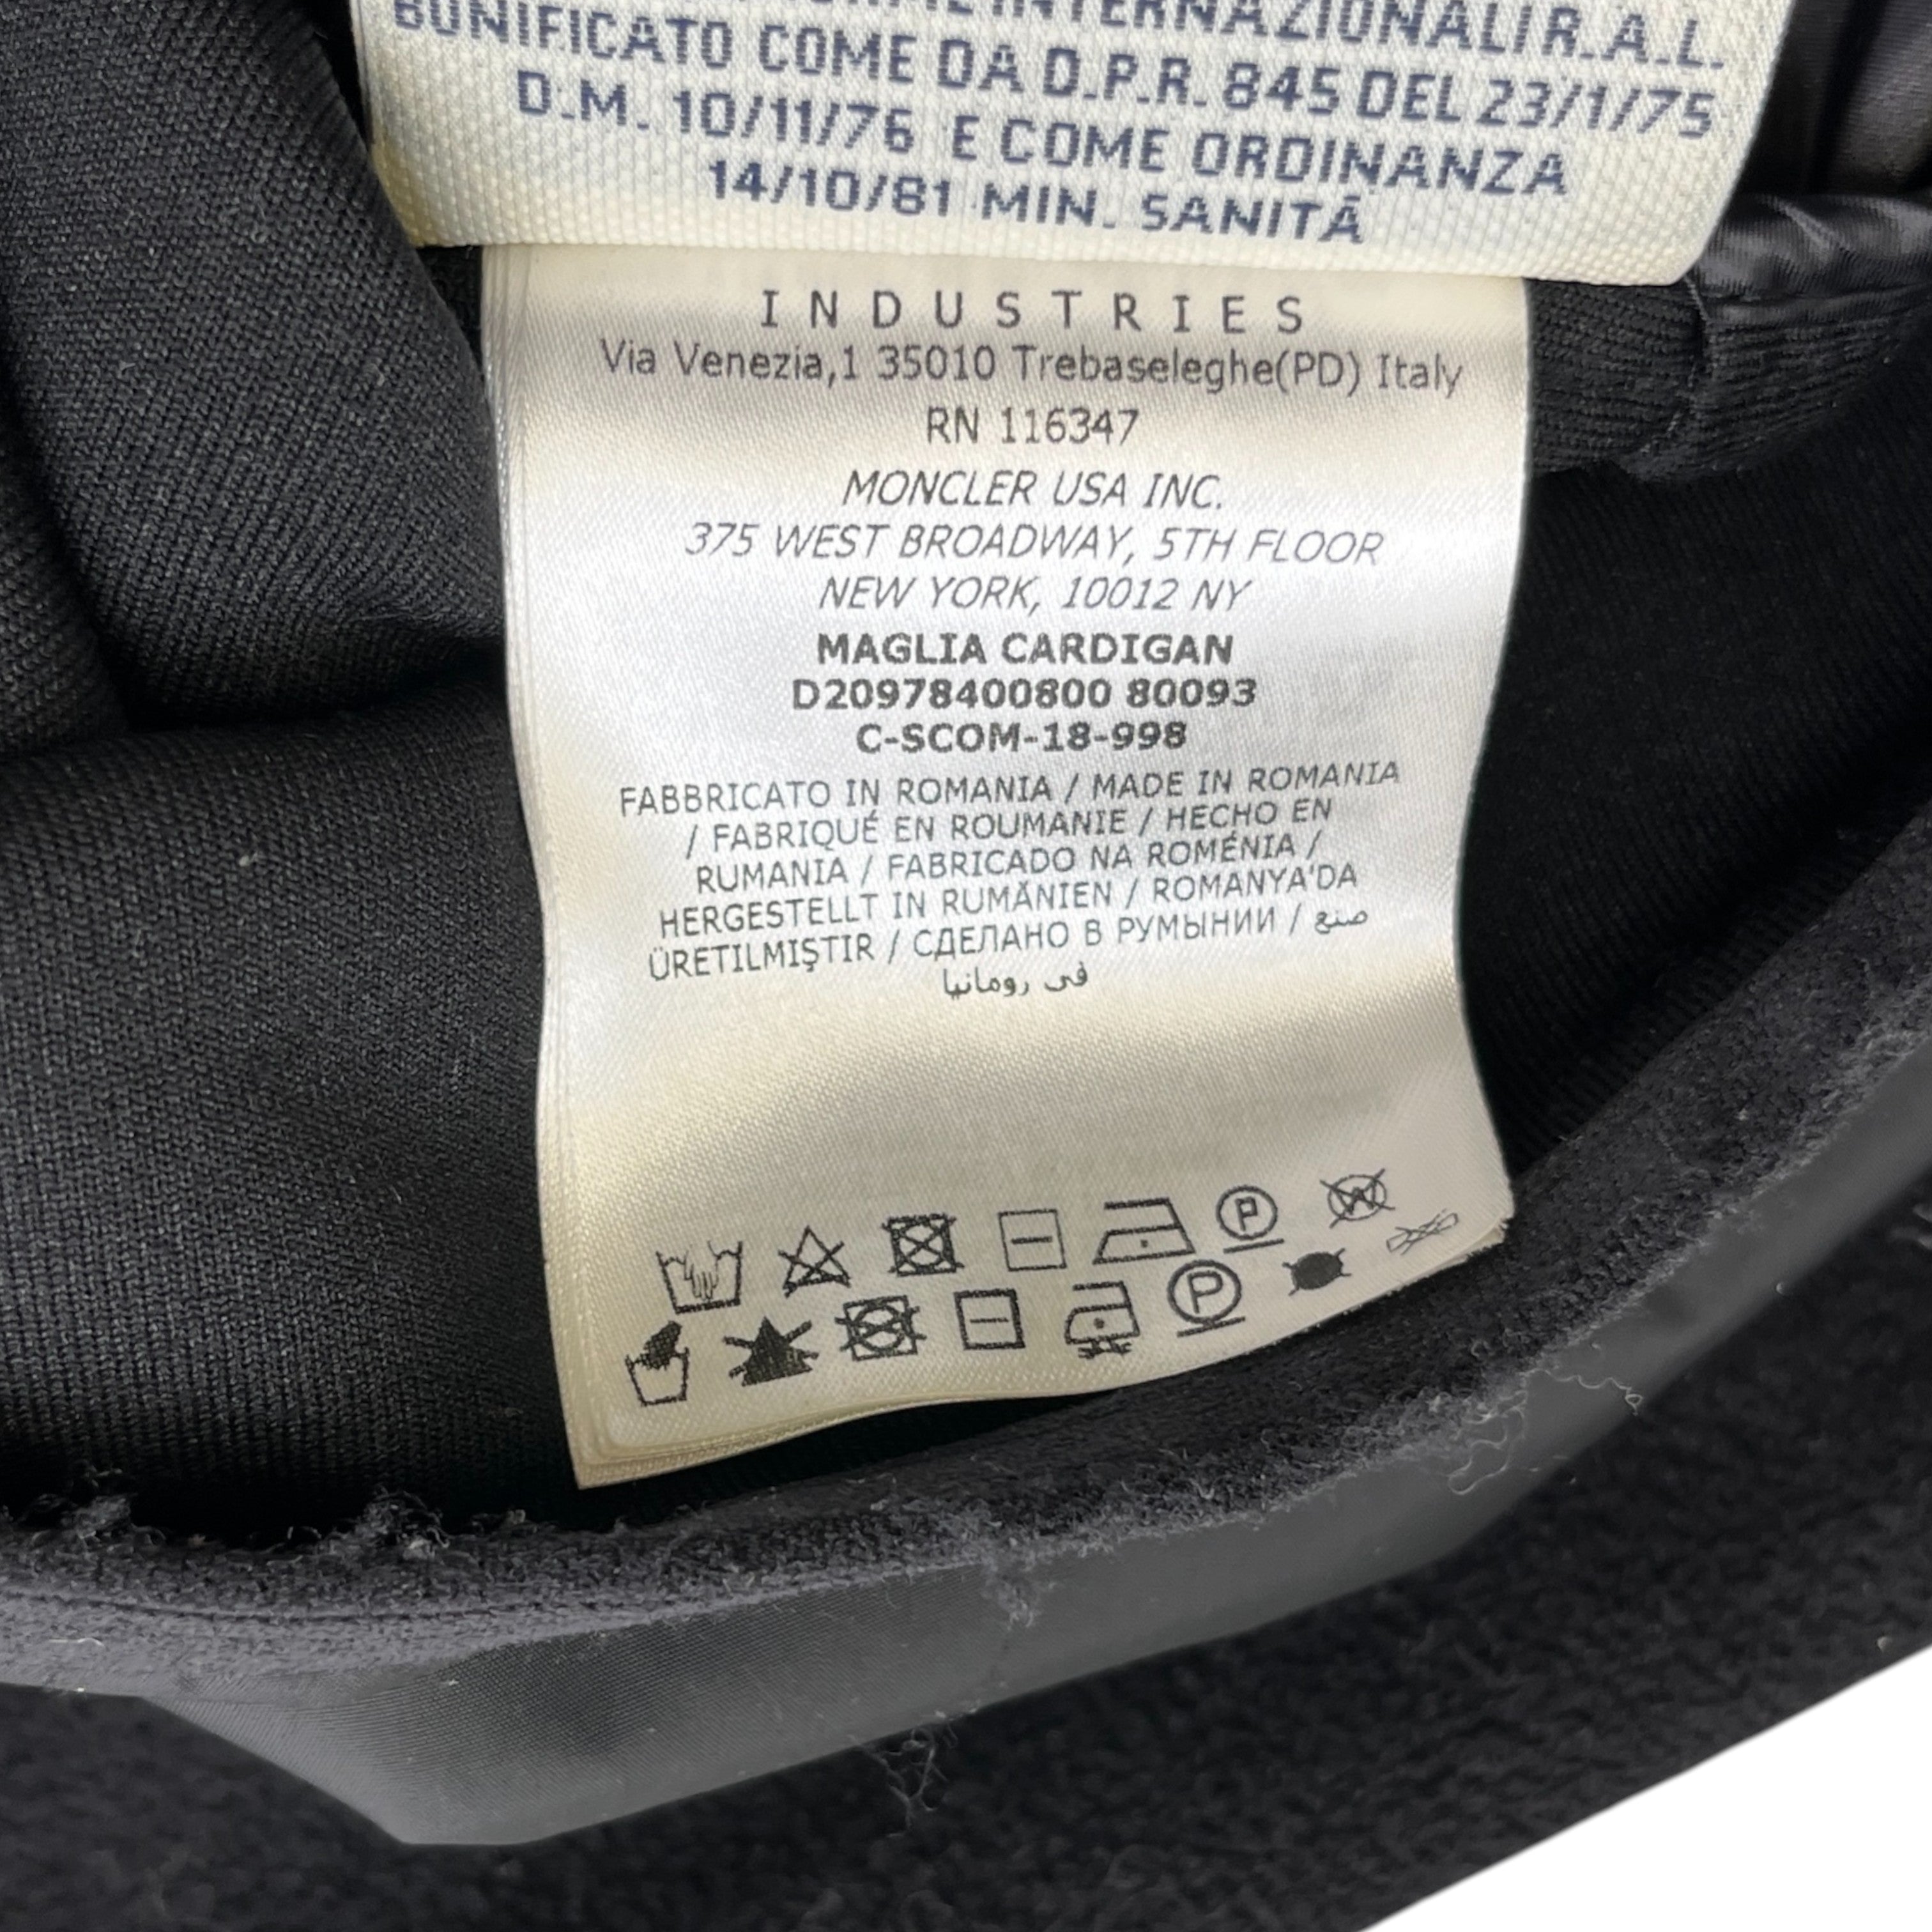 INTERNAZIONALI R.A.L.
BONIFICATO COME DA D.P.R. 845 DEL 23/1/75
D.M. 10/11/76 E COME ORDINANZA
14/10/81 MIN. SANITÁ
INDUSTRIES
Via Venezia,1 35010 Trebaseleghe(PD) Italy
RN 116347
MONCLER USA INC.
375 WEST BROADWAY, 5TH FLOOR
NEW YORK, 10012 NY
MAGLIA CARDIGAN
D20978400800 80093
C-SCOM-18-998
FABBRICATO IN ROMANIA / MADE IN ROMANIA
/ FABRIQUÉ EN ROUMANIE / HECHO EN
RUMANIA / FABRICADO NA ROMÉNIA /
HERGESTELLT IN RUMÄNIEN / ROMANYA'DA
ÜRETILMIŞTIR / СДЕЛАНО В РУМЫНИИ / صنع
في رومانيا
P W
P